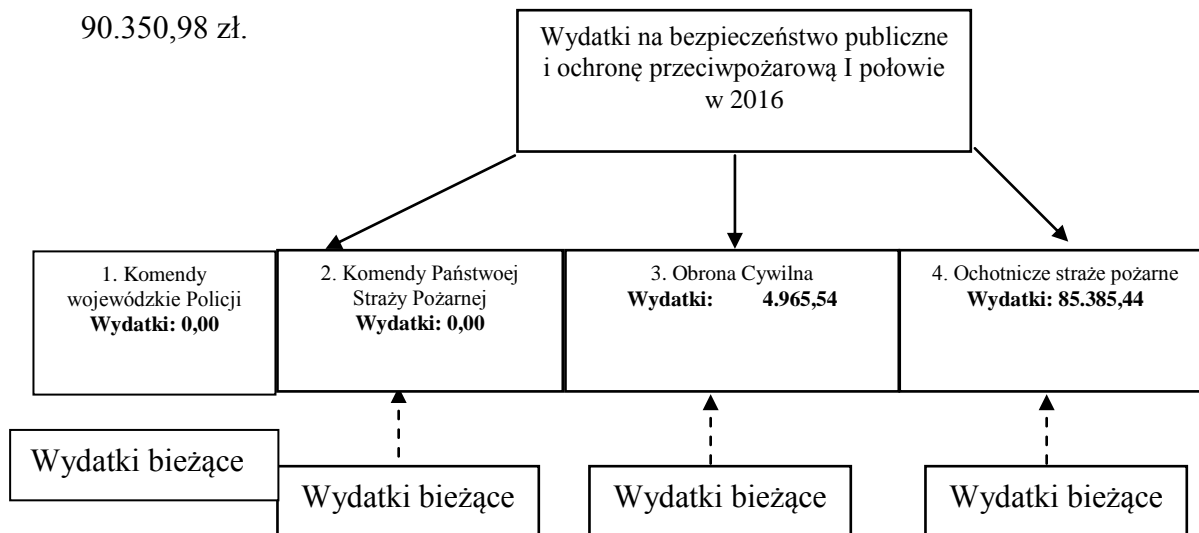 90.350,98 zł.
Wydatki na bezpieczeństwo publiczne
i ochronę przeciwpożarową I połowie
w 2016
1. Komendy
wojewódzkie Policji
Wydatki: 0,00
2. Komendy Państwoej
Straży Pożarnej
Wydatki: 0,00
3. Obrona Cywilna
Wydatki: 4.965,54
4. Ochotnicze straże pożarne
Wydatki: 85.385,44
Wydatki bieżące
Wydatki bieżące
Wydatki bieżące
Wydatki bieżące